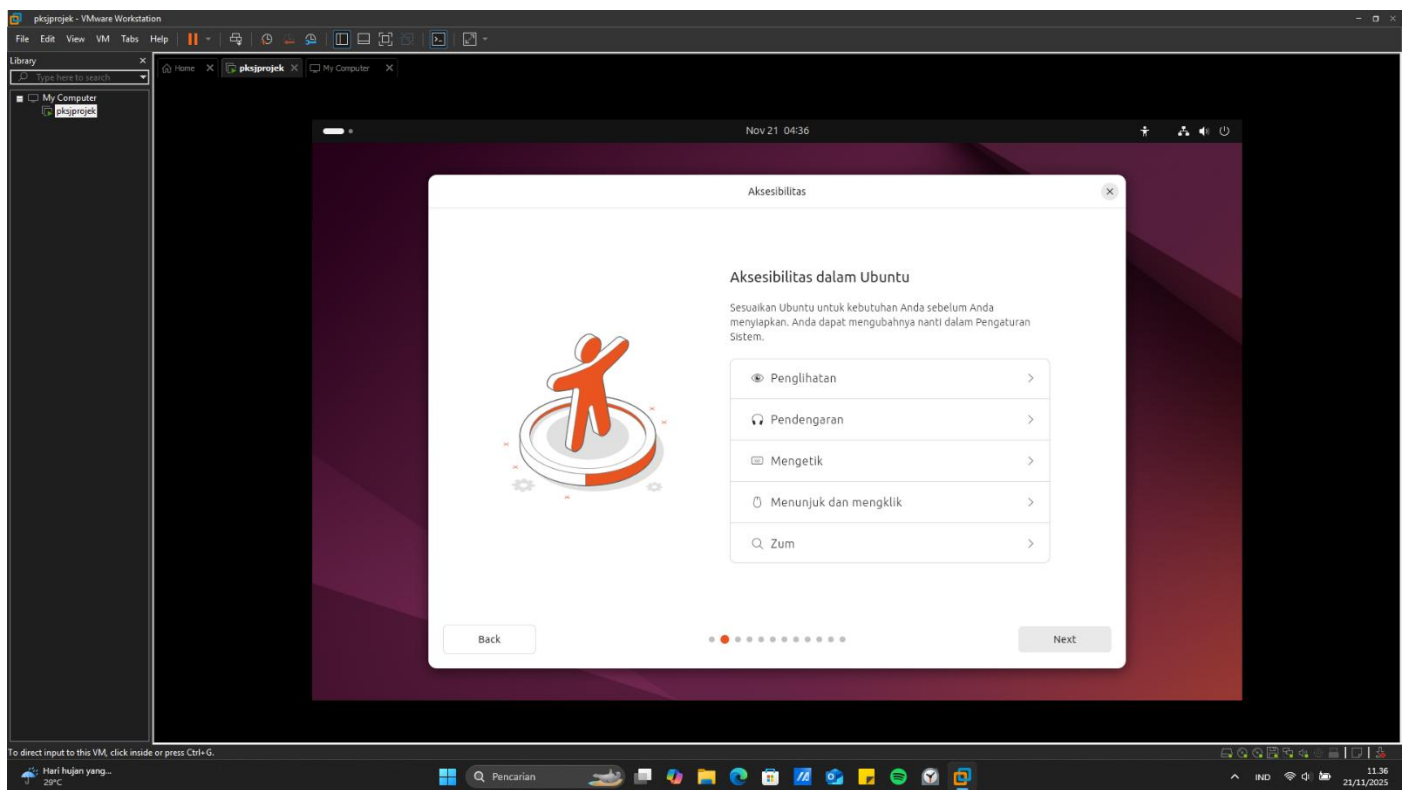 pksjprojek - VMware Workstation
File Edit View VM Tabs Help
Library
Type here to search
My Computer
pksjprojek
Home
pksjprojek
My Computer
Nov 21 04:36
Aksesibilitas
Aksesibilitas dalam Ubuntu
Sesuaikan Ubuntu untuk kebutuhan Anda sebelum Anda
menyiapkan. Anda dapat mengubahnya nanti dalam Pengaturan
Sistem.
Penglihatan
Pendengaran
Mengetik
Menunjuk dan mengklik
Zum
Back
Next
To direct input to this VM, click inside or press Ctrl+G.
Hari hujan yang...
29°C
Pencarian
IND
11.36
21/11/2025